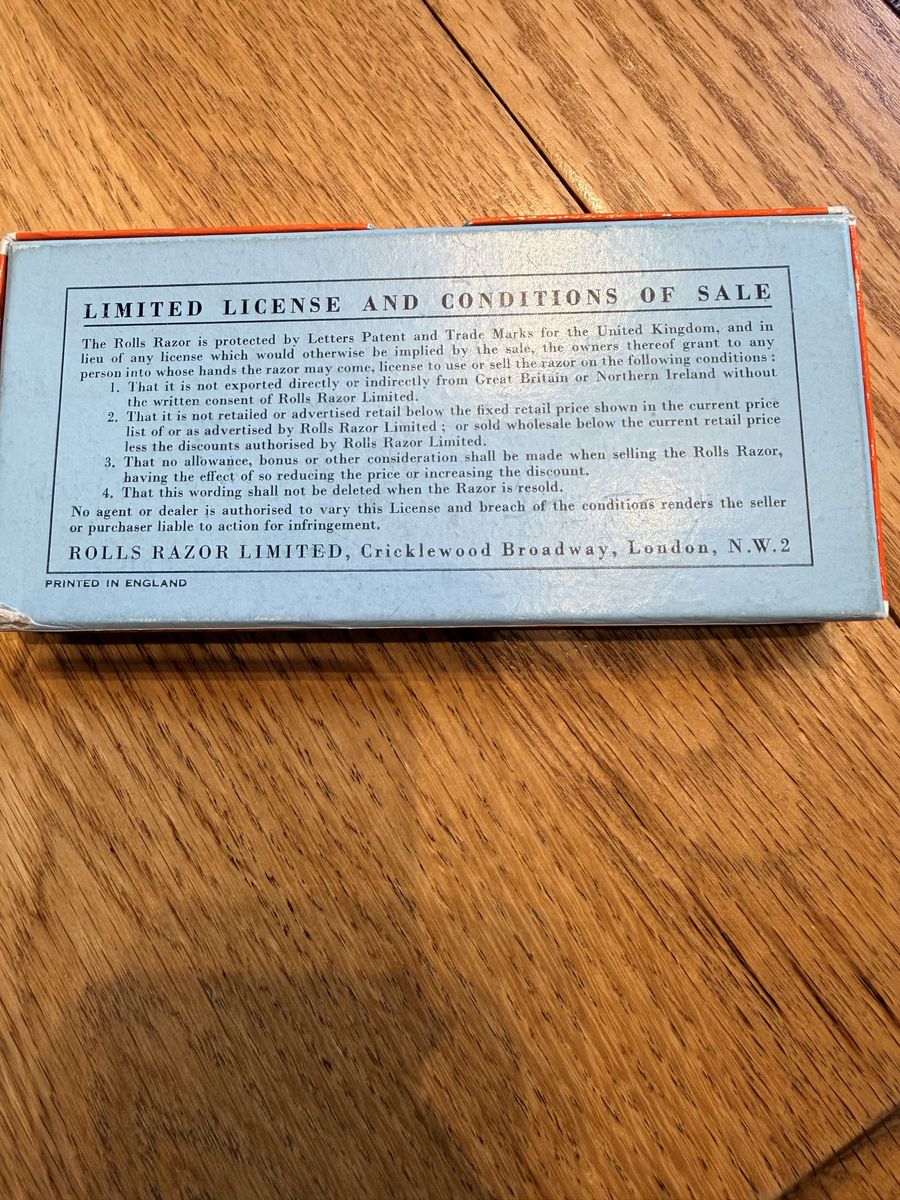 LIMITED LICENSE AND CONDITIONS OF SALE
The Rolls Razor is protected by Letters Patent and Trade Marks for the United Kingdom, and in
lieu of any license which would otherwise be implied by the sale, the owners thereof grant to any
person into whose hands the razor may come, license to use or sell the razor on the following conditions :
1. That it is not exported directly or indirectly from Great Britain or Northern Ireland without
the written consent of Rolls Razor Limited.
2. That it is not retailed or advertised retail below the fixed retail price shown in the current price
list of or as advertised by Rolls Razor Limited ; or sold wholesale below the current retail price
less the discounts authorised by Rolls Razor Limited.
3. That no allowance, bonus or other consideration shall be made when selling the Rolls Razor,
having the effect of so reducing the price or increasing the discount.
4. That this wording shall not be deleted when the Razor is resold.
No agent or dealer is authorised to vary this License and breach of the conditions renders the seller
or purchaser liable to action for infringement.
ROLLS RAZOR LIMITED, Cricklewood Broadway, London, N.W.2
PRINTED IN ENGLAND